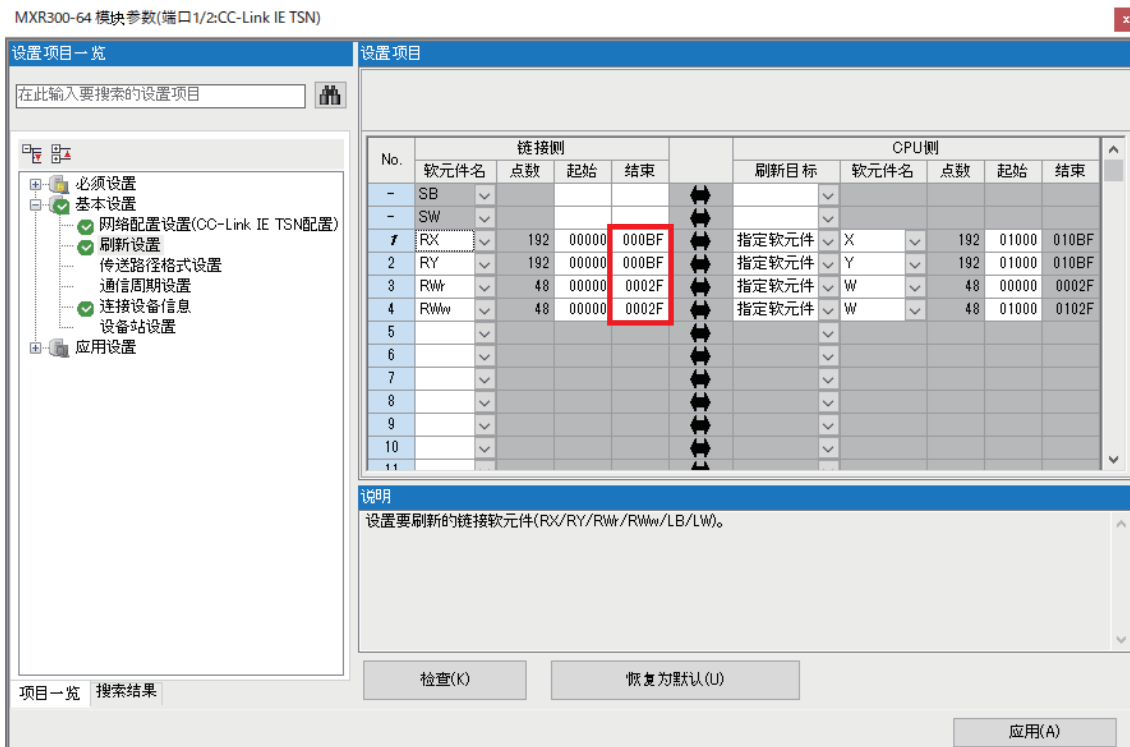 MXR300-64 模块参数(端口1/2:CC-Link IE TSN)
x
设置项目一览
在此输入要搜索的设置项目
必须设置
基本设置
网络配置设置(CC-Link IE TSN配置)
刷新设置
传送路径格式设置
通信周期设置
连接设备信息
设备站设置
应用设置
项目一览 搜索结果
设置项目
No. 链接侧 CPU侧
软元件名 点数 起始 结束 刷新目标 软元件名 点数 起始 结束
- SB
- SW
1 RX 192 00000 000BF 指定软元件 X 192 01000 010BF
2 RY 192 00000 000BF 指定软元件 Y 192 01000 010BF
3 RWr 48 00000 0002F 指定软元件 W 48 00000 0002F
4 RWw 48 00000 0002F 指定软元件 W 48 01000 0102F
5
6
7
8
9
10
11
说明
设置要刷新的链接软元件(RX/RY/RWr/RWw/LB/LW)。
检查(K) 恢复为默认(U)
应用(A)